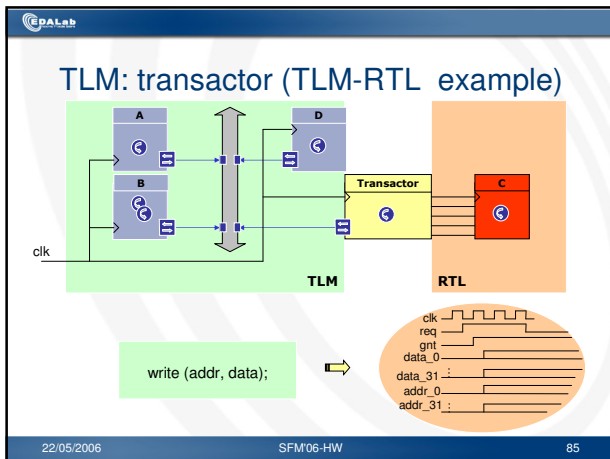 EDALab
TLM: transactor (TLM-RTL example)
A
D
B
Transactor
C
clk
TLM
RTL
write (addr, data);
clk
req
gnt
data_0
data_31
addr_0
addr_31
22/05/2006
SFM'06-HW
85